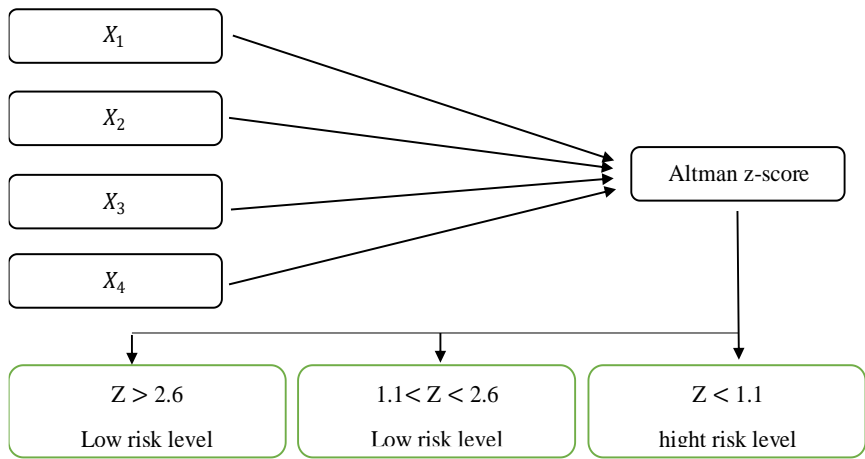 X₁
X₂
X₃
X₄
Altman z-score
Z > 2.6
Low risk level
1.1< Z < 2.6
Low risk level
Z < 1.1
hight risk level